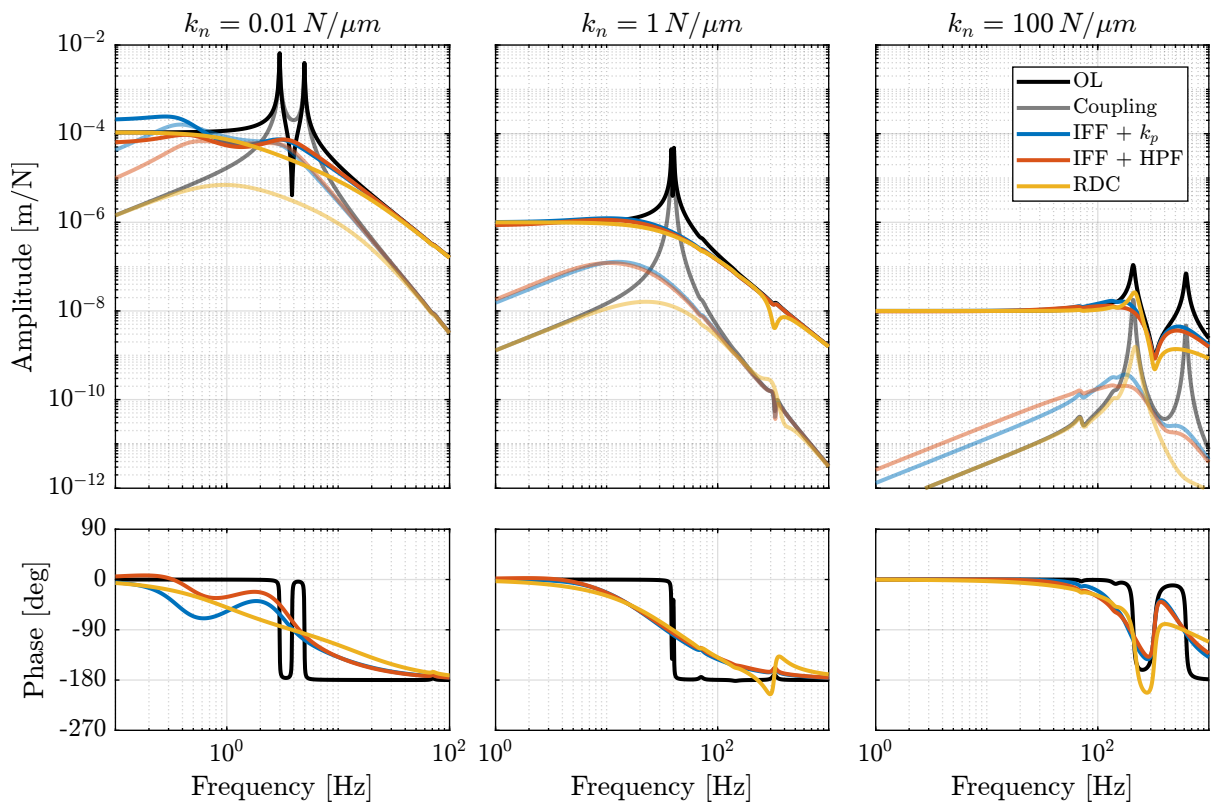 k_n = 0.01 N/μm
k_n = 1 N/μm
k_n = 100 N/μm
Amplitude [m/N]
10^{-2}
10^{-4}
10^{-6}
10^{-8}
10^{-10}
10^{-12}
OL
Coupling
IFF + k_p
IFF + HPF
RDC
Phase [deg]
90
0
-90
-180
-270
10^0 10^2
10^0 10^2
10^0 10^2
Frequency [Hz]
Frequency [Hz]
Frequency [Hz]